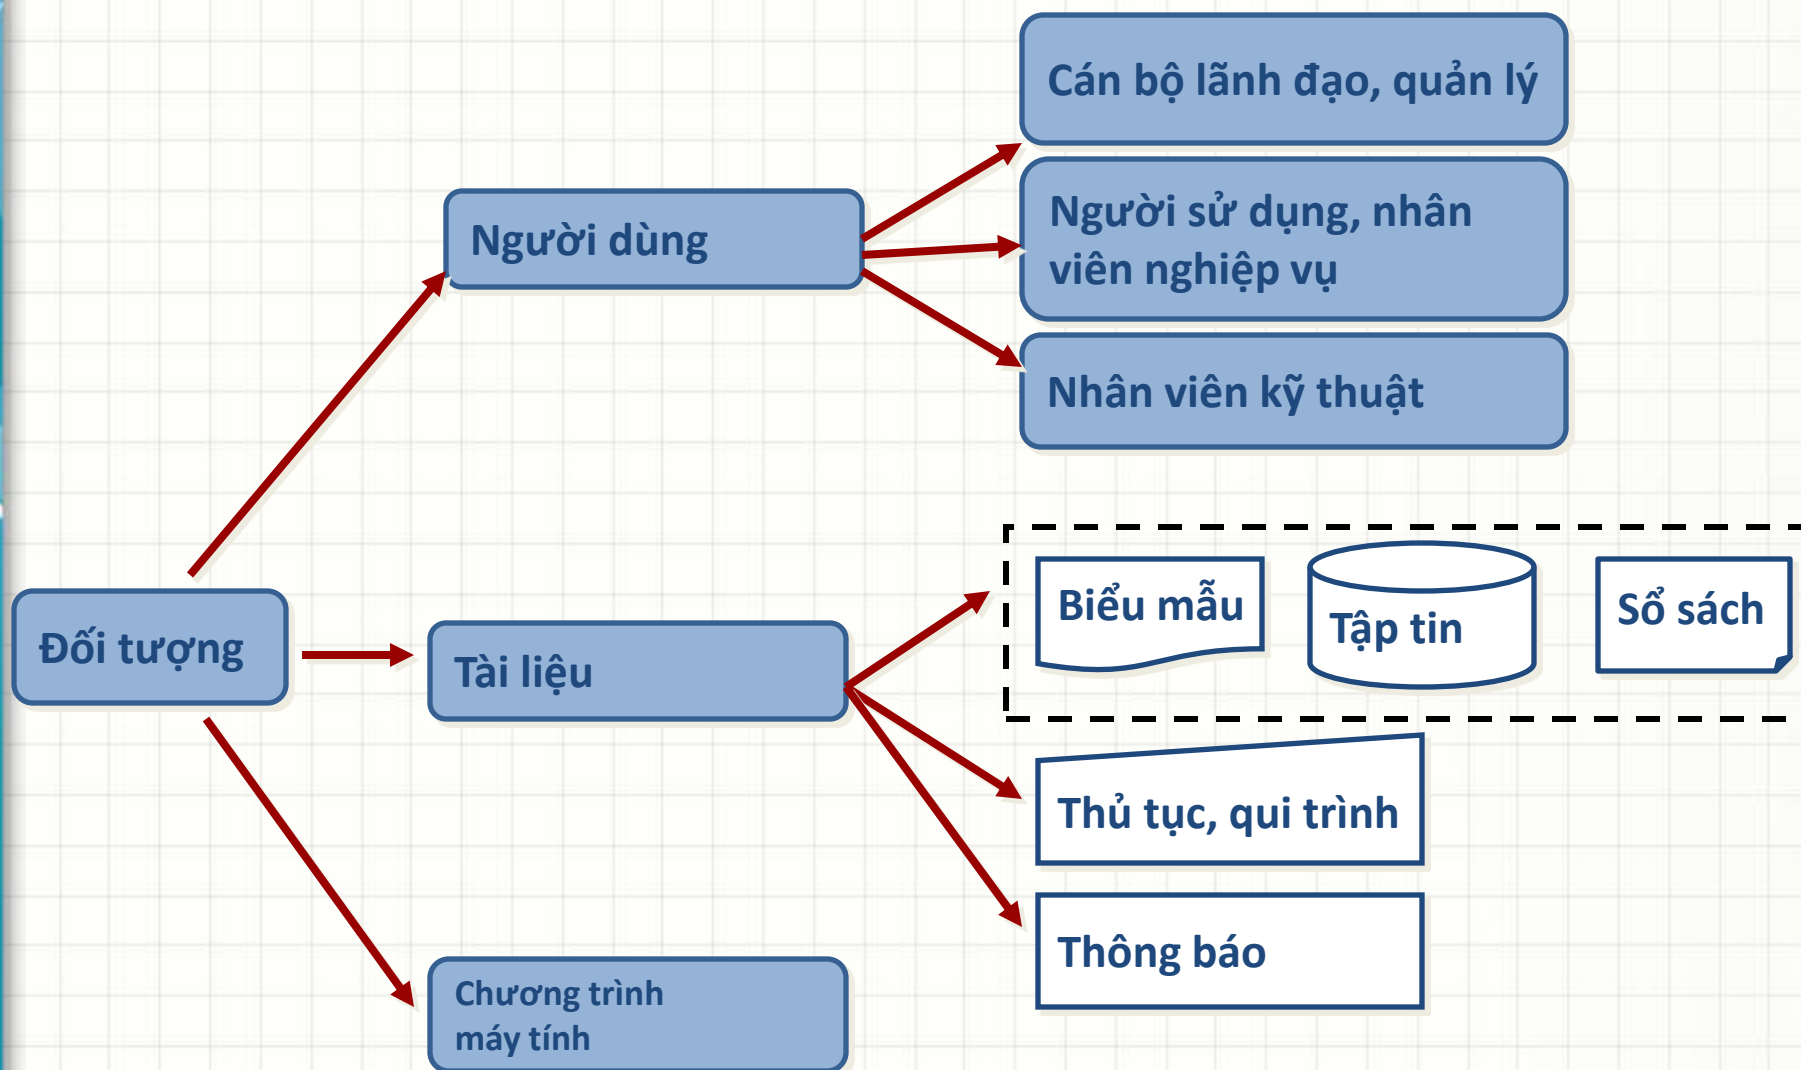 Cán bộ lãnh đạo, quản lý
Người dùng
Người sử dụng, nhân
viên nghiệp vụ
Nhân viên kỹ thuật
Đối tượng
Tài liệu
Biểu mẫu
Tập tin
Sổ sách
Thủ tục, qui trình
Thông báo
Chương trình
máy tính